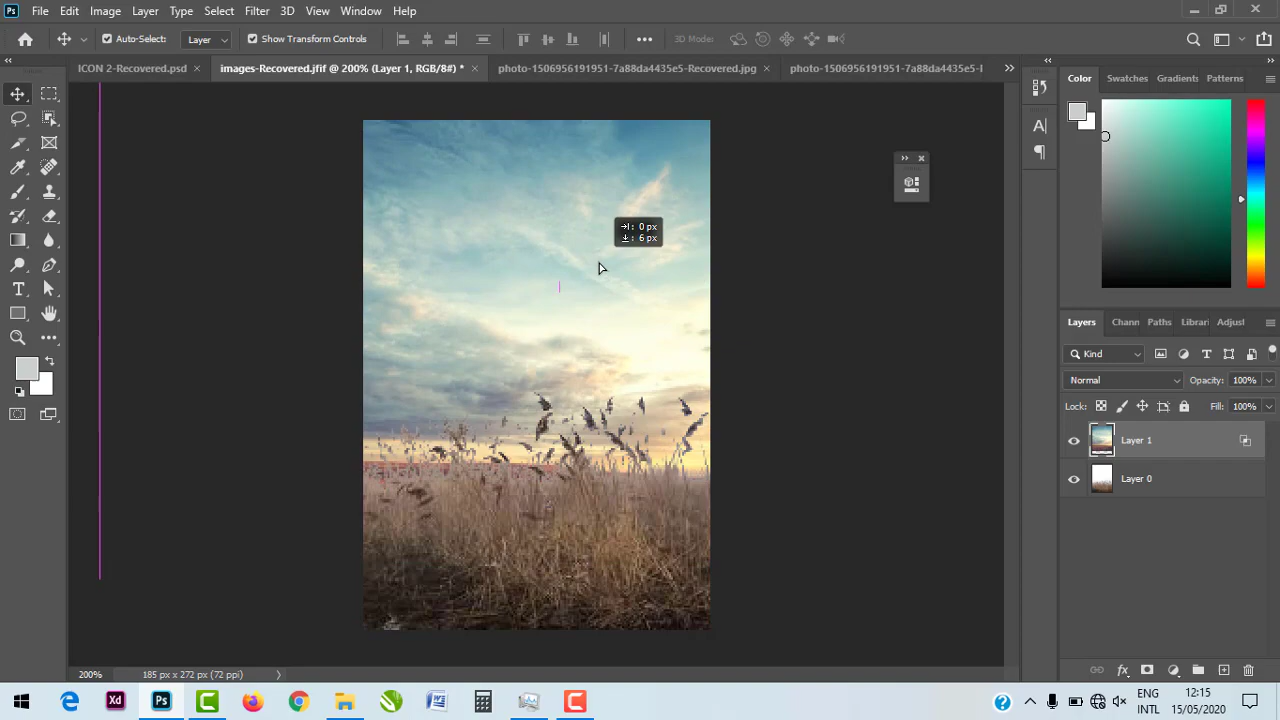 Ps File Edit Image Layer Type Select Filter 3D View Window Help
Auto-Select: Layer Show Transform Controls 3D Mode:
ICON 2-Recovered.psd × images-Recovered.jfif @ 200% (Layer 1, RGB/8#) * × photo-1506956191951-7a88da4435e5-Recovered.jpg × photo-1506956191951-7a88da4435e5-I
Color Swatches Gradients Patterns
0 px
6 px
Layers Chann Paths Librari Adjust
Kind
Normal Opacity: 100%
Lock: Fill: 100%
Layer 1
Layer 0
200% 185 px x 272 px (72 ppi)
Xd Ps
ENG
INTL
12:15
15/05/2020